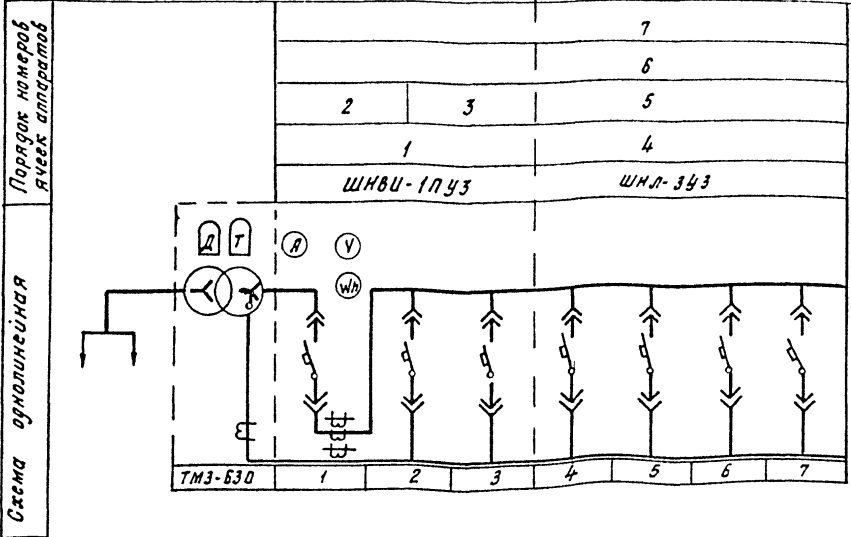 Порядок номеров
ячеек аппаратов
7
6
2 3 5
1 4
ШНВИ-1ПУЗ ШНЛ-3УЗ
Схема однолинейная
Д Т А V
Wh
ТМЗ-630 1 2 3 4 5 6 7